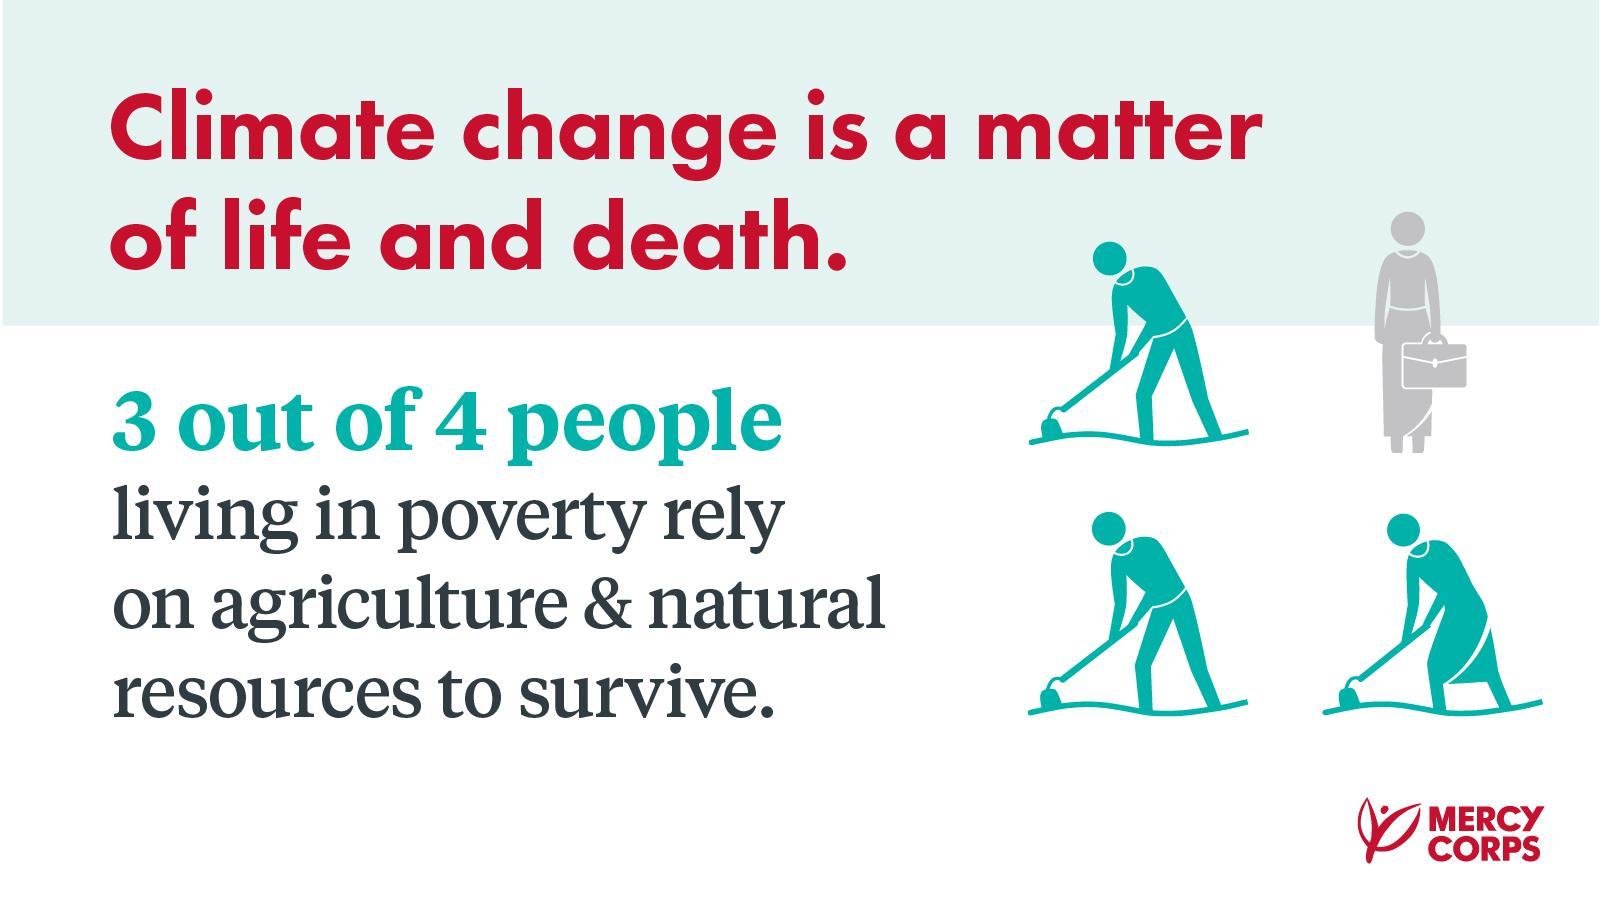 Climate change is a matter
of life and death.
3 out of 4 people
living in poverty rely
on agriculture & natural
resources to survive.
MERCY
CORPS